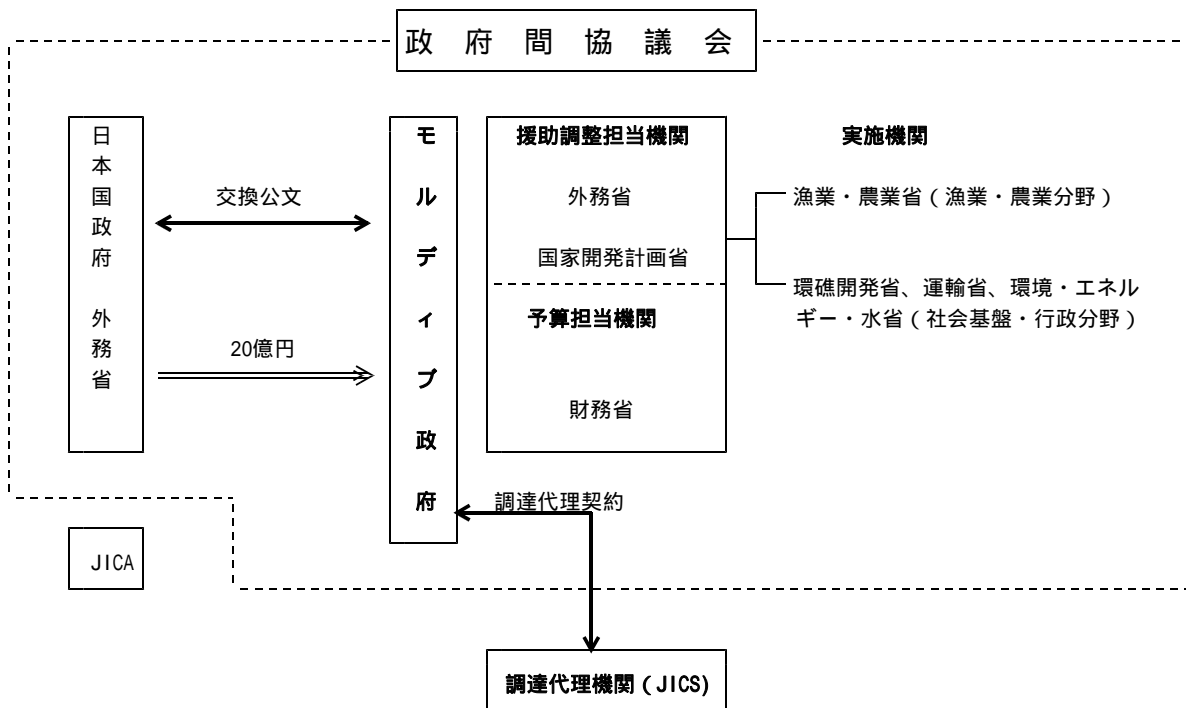 政府間協議会
日本国政府 外務省
交換公文
20億円
モルディブ政府
援助調整担当機関
外務省
国家開発計画省
予算担当機関
財務省
実施機関
漁業・農業省（漁業・農業分野）
環礁開発省、運輸省、環境・エネル
ギー・水省（社会基盤・行政分野）
調達代理契約
JICA
調達代理機関（JICS)